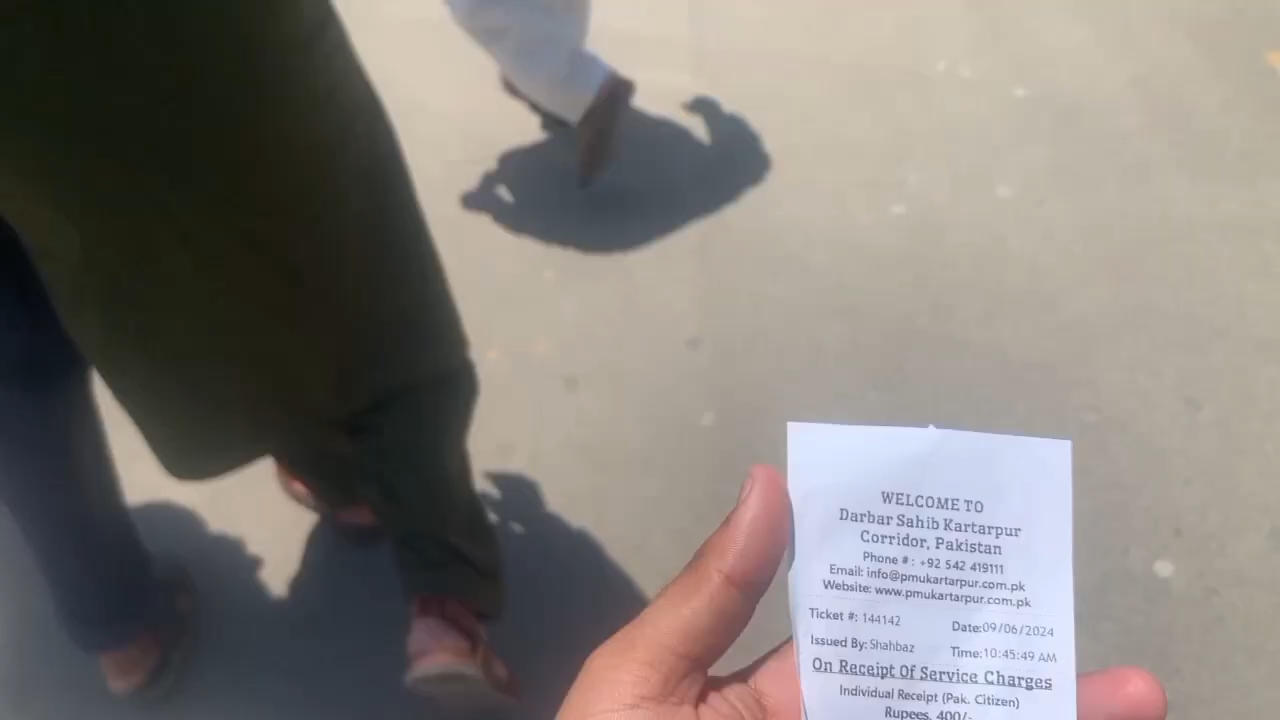 WELCOME TO
Darbar Sahib Kartarpur
Corridor, Pakistan
Phone # : +92 542 419111
Email: info@pmukartarpur.com.pk
Website: www.pmukartarpur.com.pk
Ticket #: 144142 Date:09/06/2024
Issued By: Shahbaz Time:10:45:49 AM
On Receipt Of Service Charges
Individual Receipt (Pak. Citizen)
Rupees. 400/-